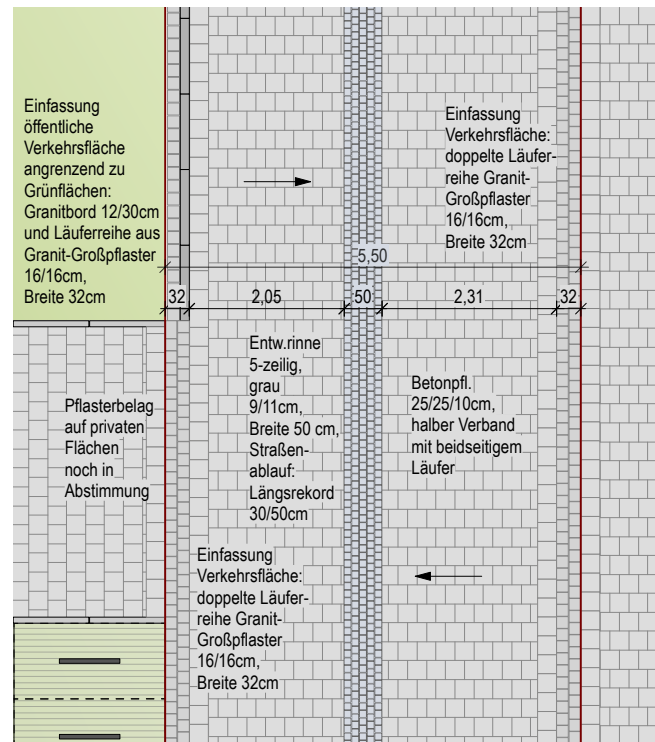 Einfassung
öffentliche
Verkehrsfläche
angrenzend zu
Grünflächen:
Granitbord 12/30cm
und Läuferreihe aus
Granit-Großpflaster
16/16cm,
Breite 32cm
Einfassung
Verkehrsfläche:
doppelte Läufer-
reihe Granit-
Großpflaster
16/16cm,
Breite 32cm
5,50
32 2,05 50 2,31 32
Entw.rinne
5-zeilig,
grau
9/11cm,
Breite 50 cm,
Straßen-
ablauf:
Längsrekord
30/50cm
Betonpfl.
25/25/10cm,
halber Verband
mit beidseitigem
Läufer
Pflasterbelag
auf privaten
Flächen
noch in
Abstimmung
Einfassung
Verkehrsfläche:
doppelte Läufer-
reihe Granit-
Großpflaster
16/16cm,
Breite 32cm